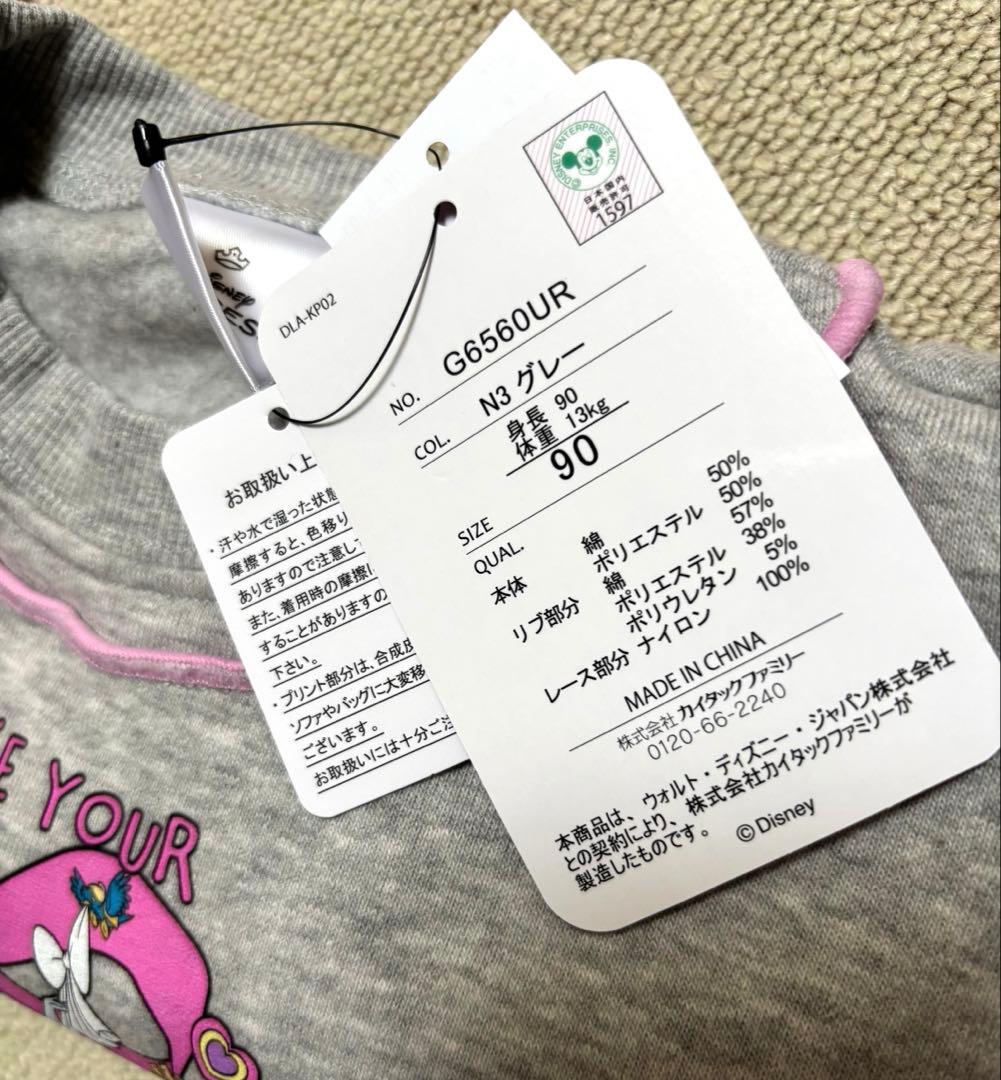 ©DISNEY ENTERPRISES, INC
日本国内
販売許可
1597
DLA-KP02
NO. G6560UR
COL. N3 グレー
身長 90
体重 13kg
SIZE 90
QUAL.
本体 綿 50%
ポリエステル 50%
リブ部分 綿 57%
ポリエステル 38%
ポリウレタン 5%
レース部分 ナイロン 100%
MADE IN CHINA
株式会社カイタックファミリー
0120-66-2240
本商品は、ウォルト・ディズニー・ジャパン株式会社
との契約により、株式会社カイタックファミリーが
製造したものです。 ©Disney
お取扱い上
・汗や水で湿った状態
摩擦すると、色移り
ありますので注意し
また、着用時の摩擦
することがありますの
下さい。
・プリント部分は、合成皮
ソファやバッグに大変移
ございます。
お取扱いには十分ご注
YOUR